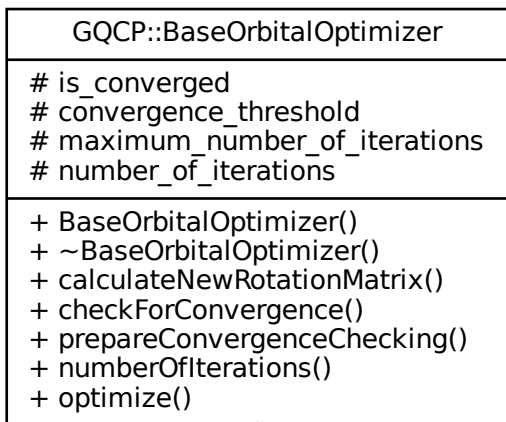 GQCP::BaseOrbitalOptimizer
# is_converged
# convergence_threshold
# maximum_number_of_iterations
# number_of_iterations
+ BaseOrbitalOptimizer()
+ ~BaseOrbitalOptimizer()
+ calculateNewRotationMatrix()
+ checkForConvergence()
+ prepareConvergenceChecking()
+ numberOfIterations()
+ optimize()